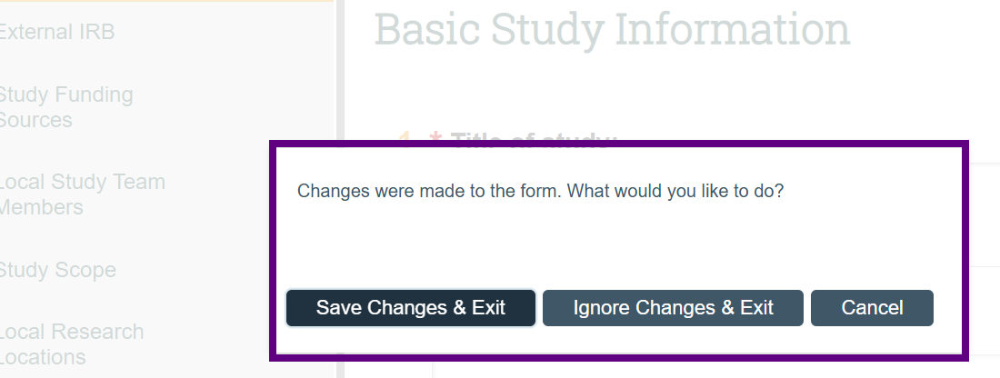 External IRB
Study Funding
Sources
Local Study Team
Members
Study Scope
Local Research
Locations
Basic Study Information
1. * Title of study:
Changes were made to the form. What would you like to do?
Save Changes & Exit
Ignore Changes & Exit
Cancel